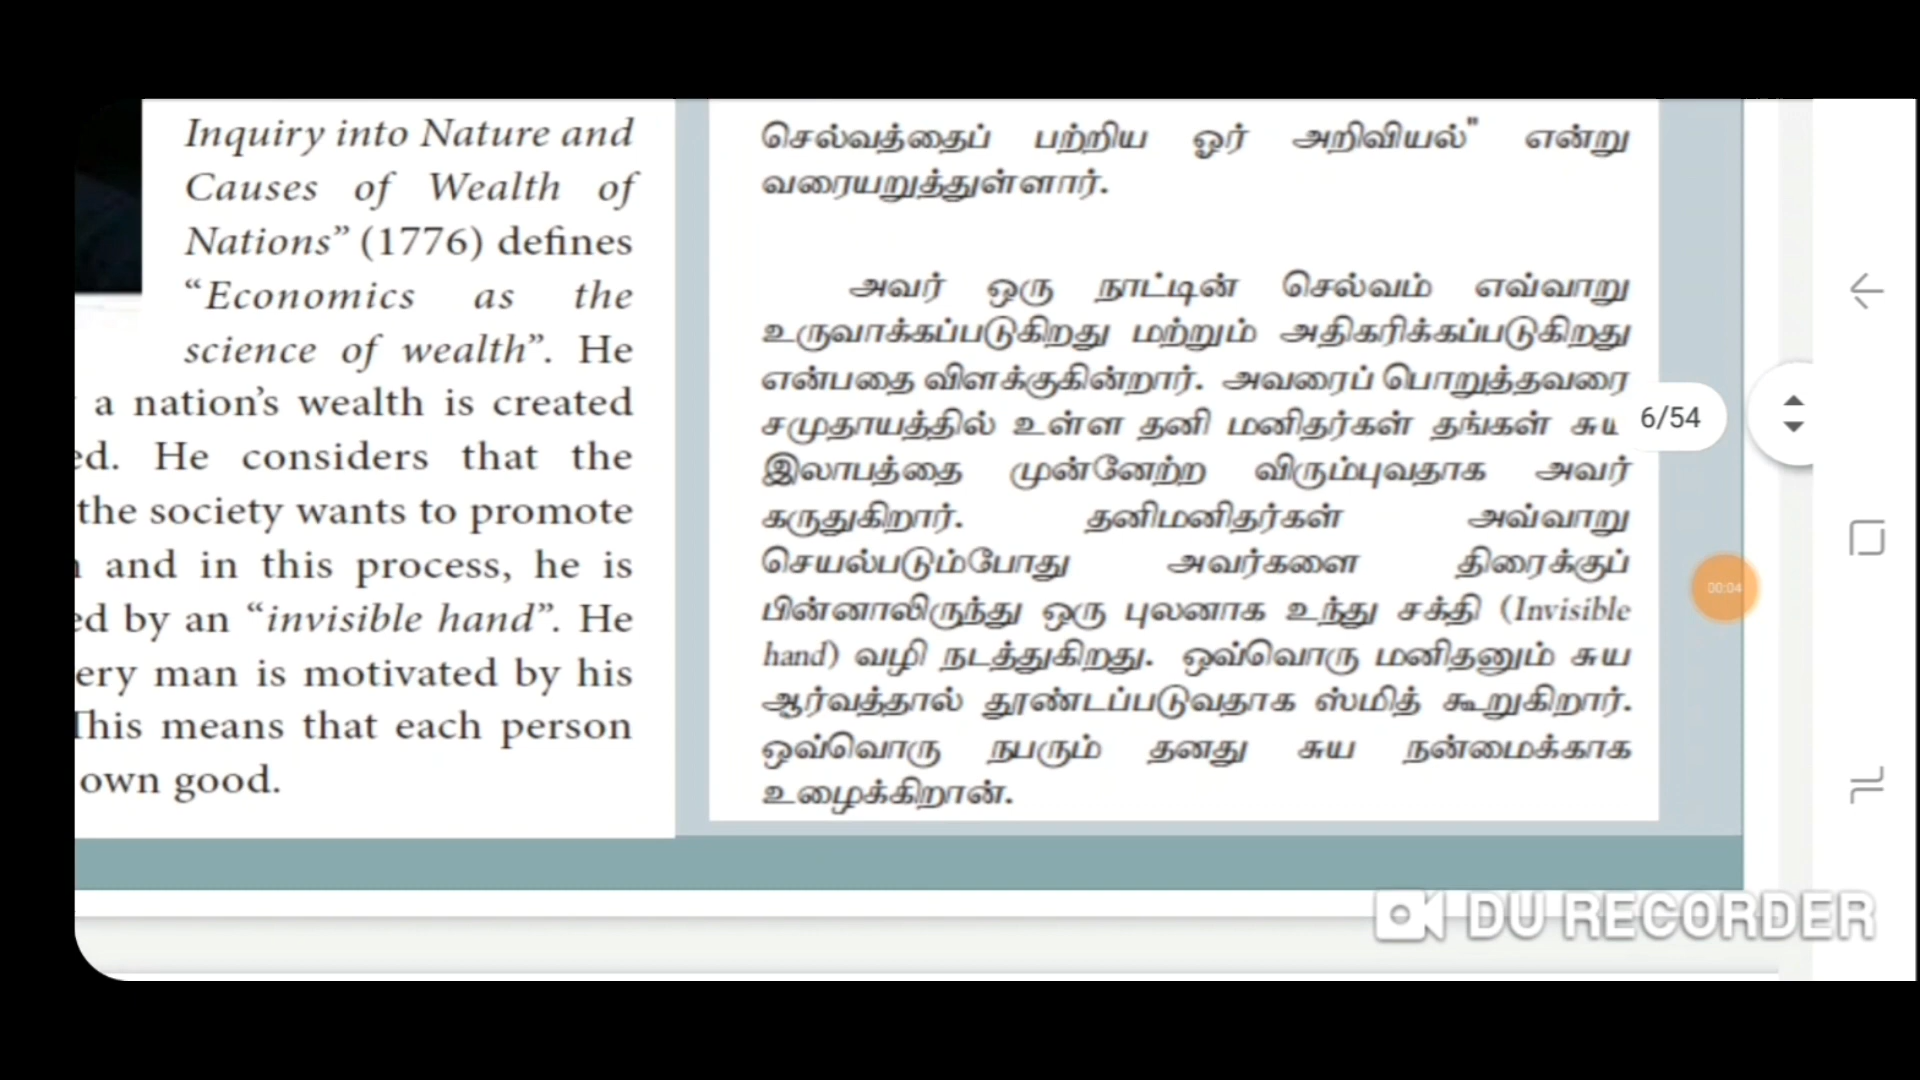 Inquiry into Nature and
Causes of Wealth of
Nations” (1776) defines
“Economics as the
science of wealth”. He
a nation’s wealth is created
ed. He considers that the
the society wants to promote
and in this process, he is
ed by an “invisible hand”. He
ery man is motivated by his
This means that each person
own good.
செல்வத்தைப் பற்றிய ஓர் அறிவியல்" என்று
வரையறுத்துள்ளார்.
அவர் ஒரு நாட்டின் செல்வம் எவ்வாறு
உருவாக்கப்படுகிறது மற்றும் அதிகரிக்கப்படுகிறது
என்பதை விளக்குகின்றார். அவரைப் பொறுத்தவரை
சமுதாயத்தில் உள்ள தனி மனிதர்கள் தங்கள் சுய
இலாபத்தை முன்னேற்ற விரும்புவதாக அவர்
கருதுகிறார். தனிமனிதர்கள் அவ்வாறு
செயல்படும்போது அவர்களை திரைக்குப்
பின்னாலிருந்து ஒரு புலனாக உந்து சக்தி (Invisible
hand) வழி நடத்துகிறது. ஒவ்வொரு மனிதனும் சுய
ஆர்வத்தால் தூண்டப்படுவதாக ஸ்மித் கூறுகிறார்.
ஒவ்வொரு நபரும் தனது சுய நன்மைக்காக
உழைக்கிறான்.
6/54
00:04
DU RECORDER